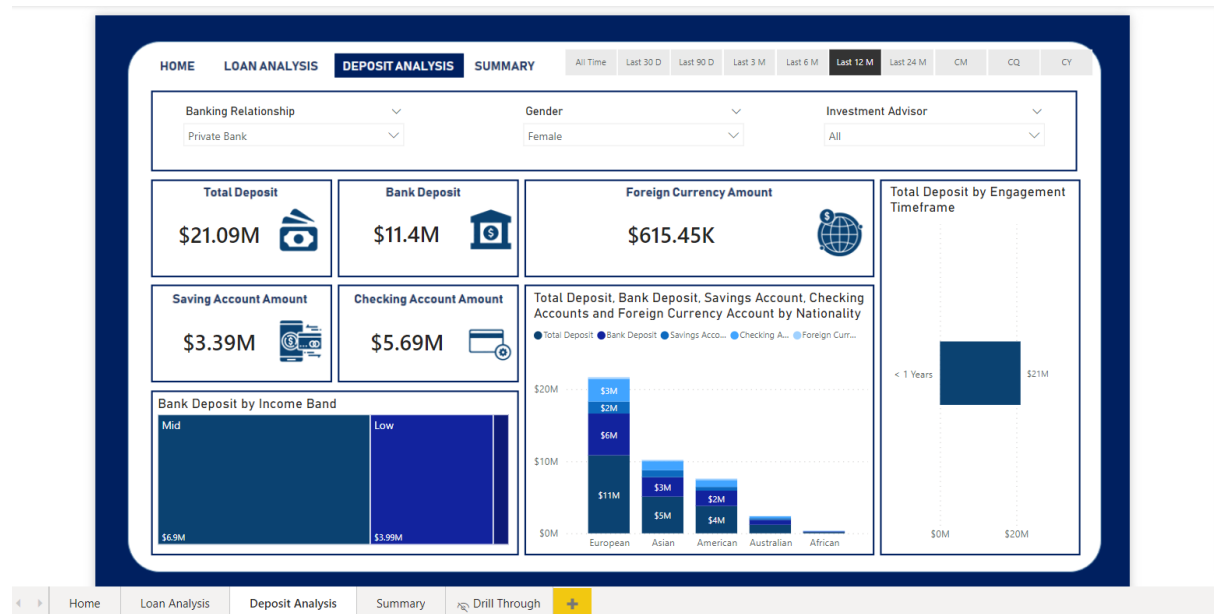 HOME LOAN ANALYSIS DEPOSIT ANALYSIS SUMMARY
All Time Last 30 D Last 90 D Last 3 M Last 6 M Last 12 M Last 24 M CM CQ CY
Banking Relationship
Private Bank
Gender
Female
Investment Advisor
All
Total Deposit
$21.09M
Bank Deposit
$11.4M
Foreign Currency Amount
$615.45K
Saving Account Amount
$3.39M
Checking Account Amount
$5.69M
Bank Deposit by Income Band
Mid
$6.9M
Low
$3.99M
Total Deposit, Bank Deposit, Savings Account, Checking
Accounts and Foreign Currency Account by Nationality
Total Deposit Bank Deposit Savings Acco... Checking A... Foreign Curr...
$20M
$10M
$0M
$3M
$2M
$6M
$11M
$3M
$5M
$2M
$4M
European Asian American Australian African
Total Deposit by Engagement
Timeframe
< 1 Years
$21M
$0M $20M
Home Loan Analysis Deposit Analysis Summary Drill Through +